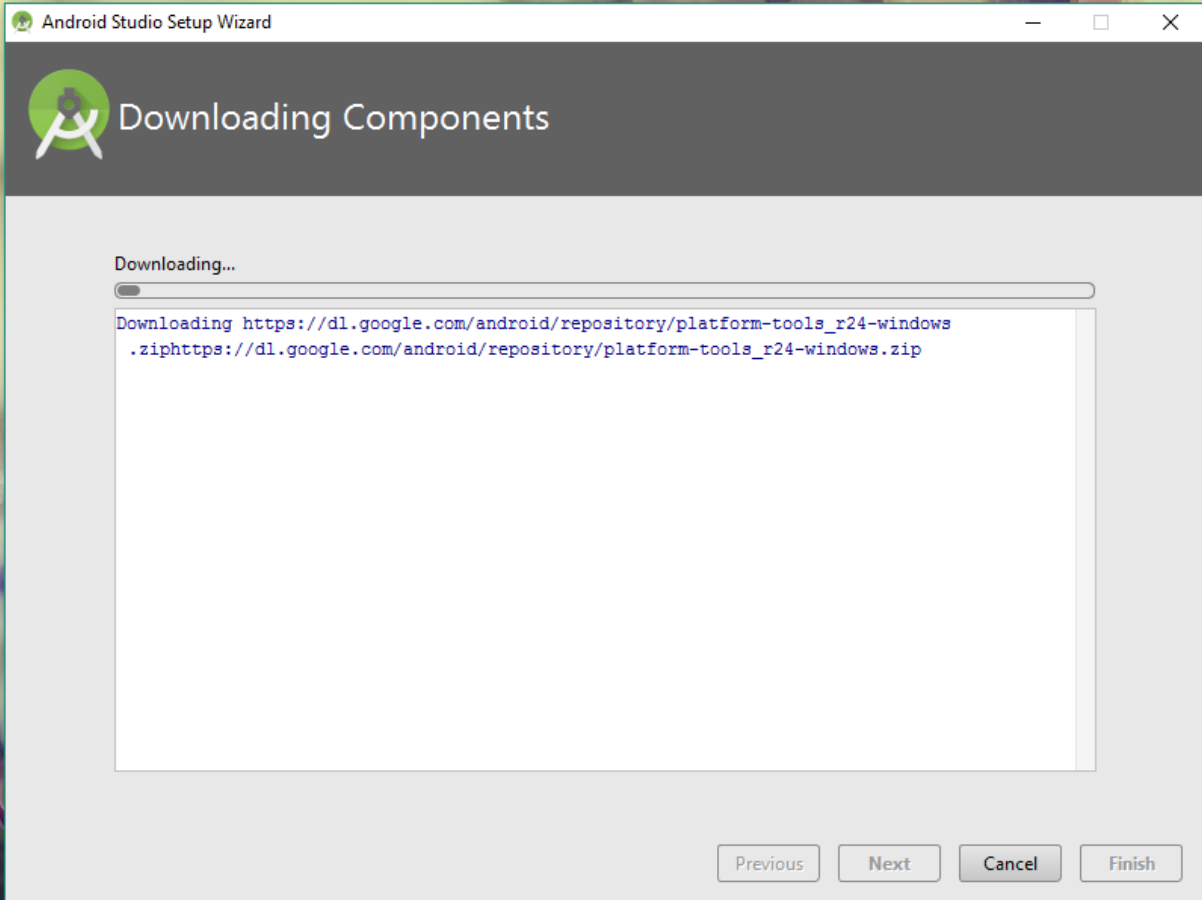 Android Studio Setup Wizard
Downloading Components
Downloading...
Downloading https://dl.google.com/android/repository/platform-tools_r24-windows
.ziphttps://dl.google.com/android/repository/platform-tools_r24-windows.zip
Previous Next Cancel Finish